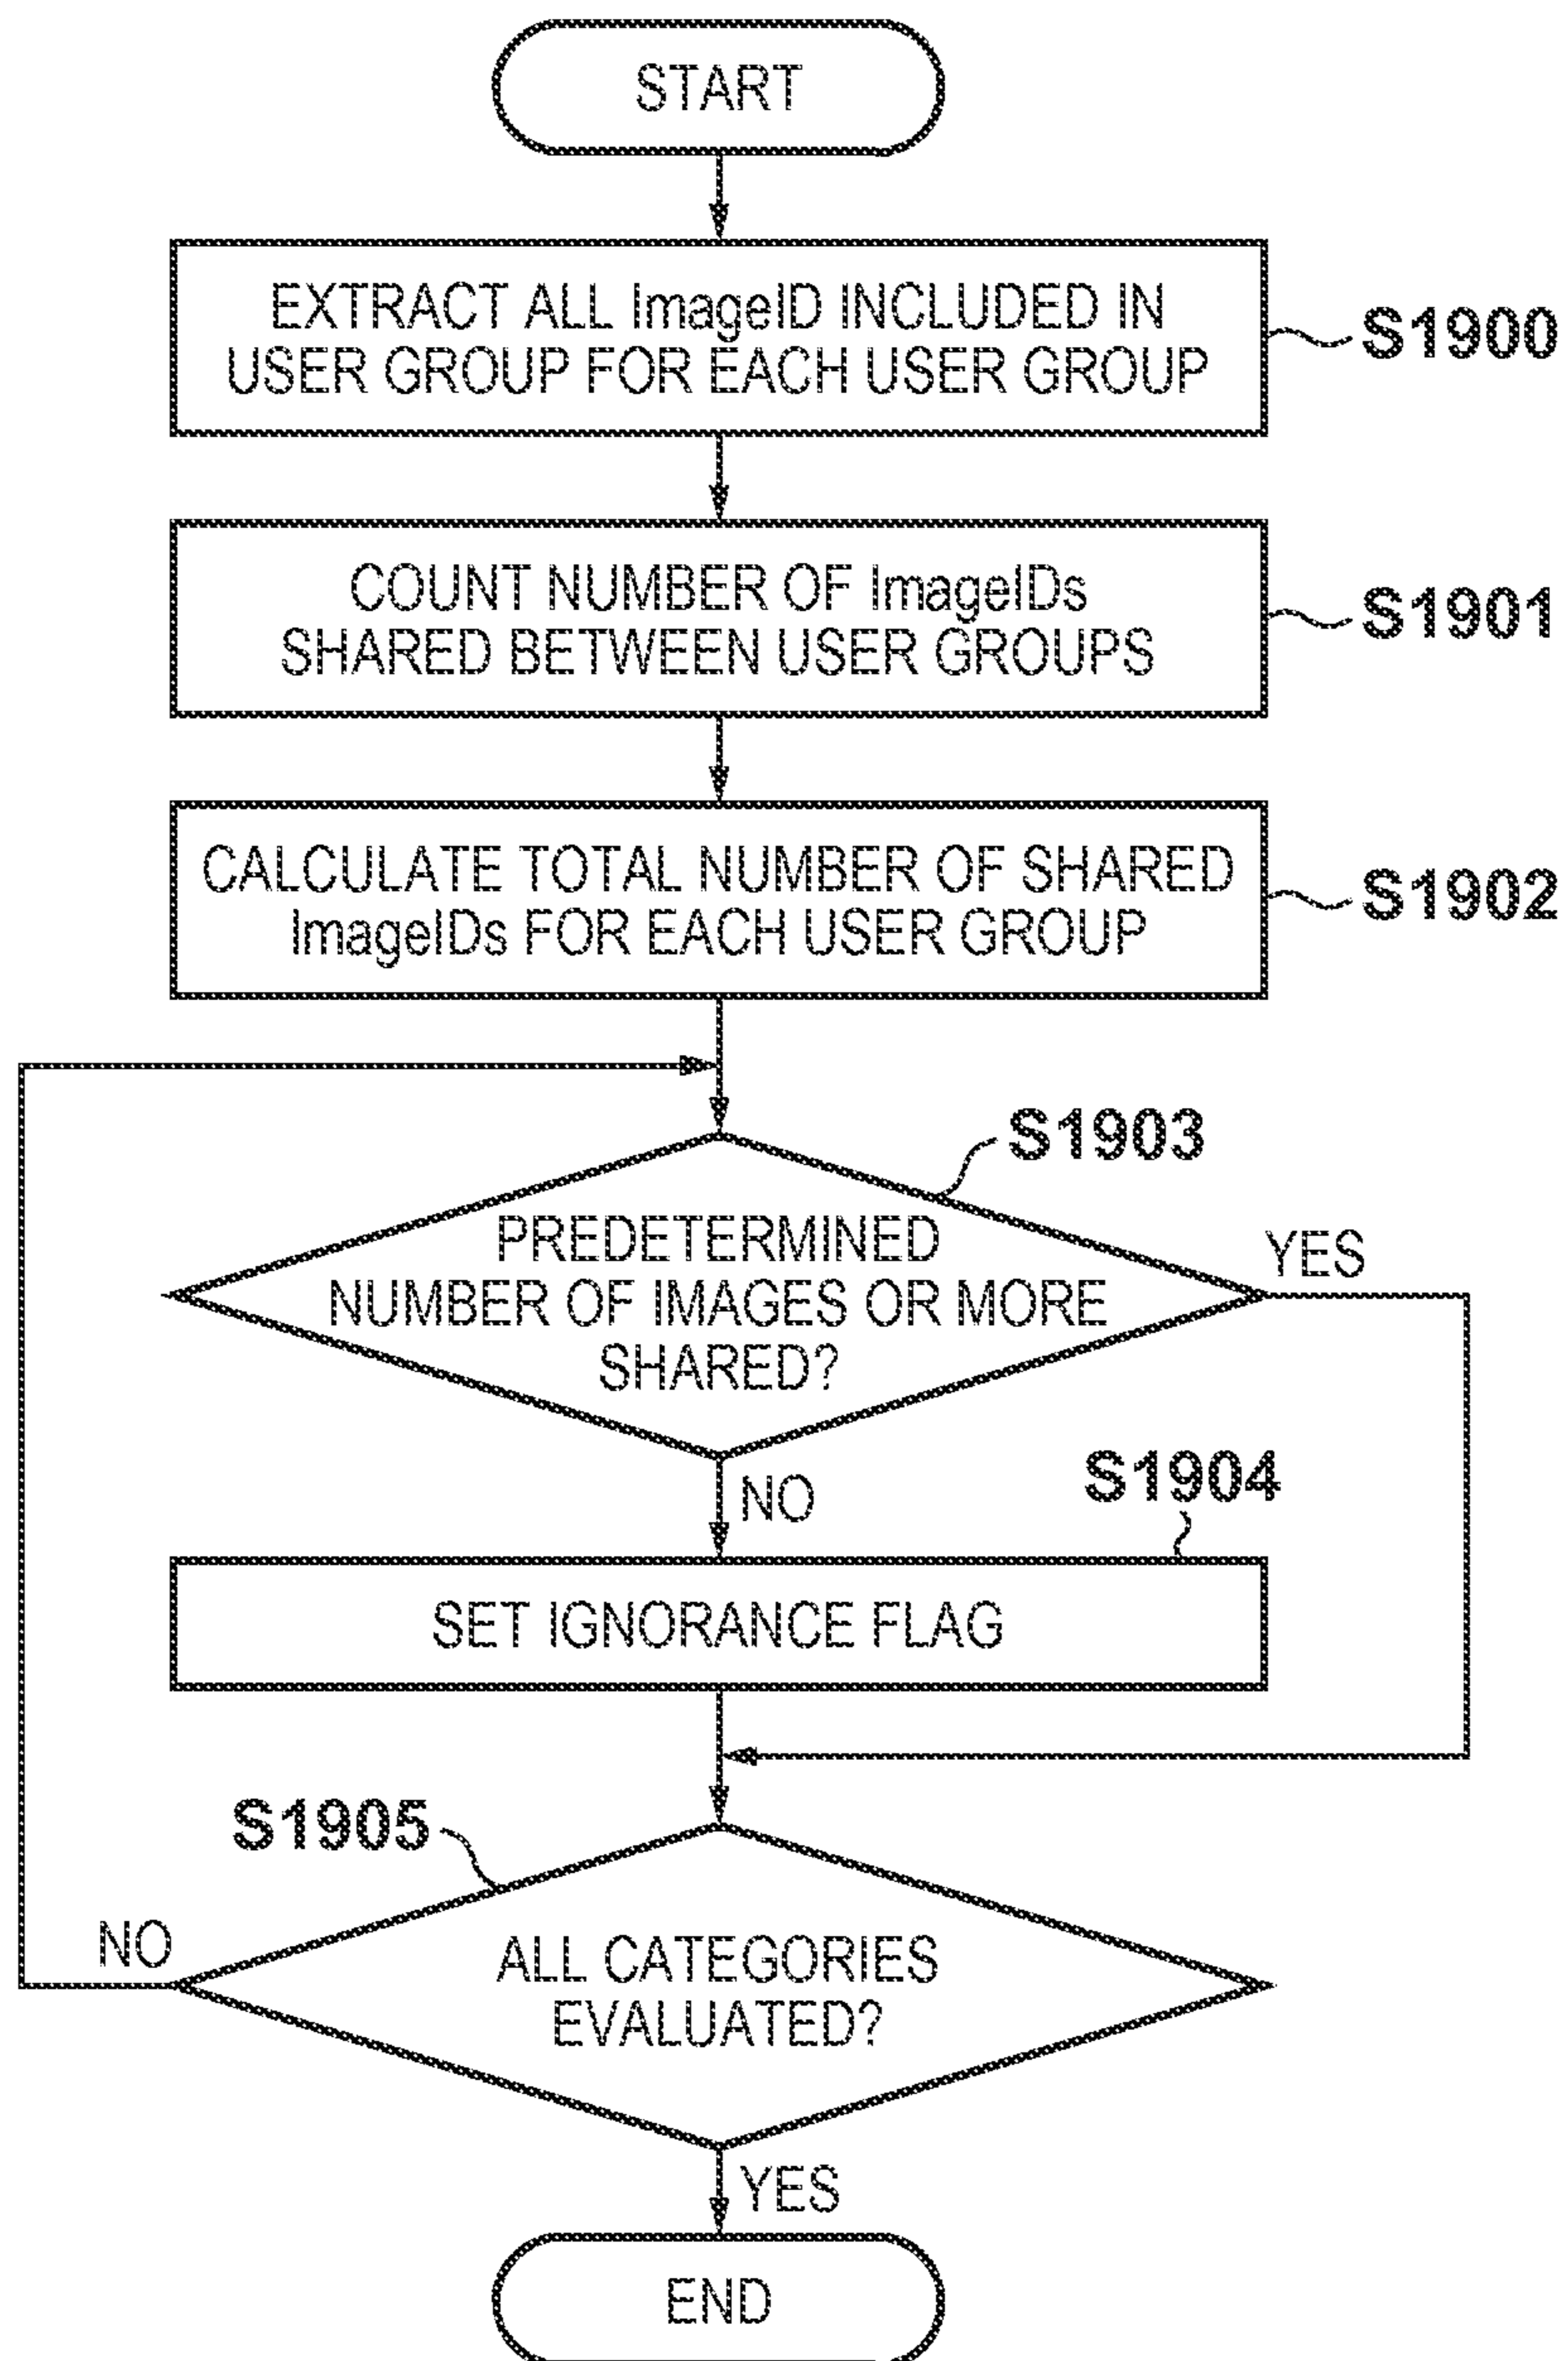 START
EXTRACT ALL ImageID INCLUDED IN
USER GROUP FOR EACH USER GROUP
S1900
COUNT NUMBER OF ImageIDs
SHARED BETWEEN USER GROUPS
S1901
CALCULATE TOTAL NUMBER OF SHARED
ImageIDs FOR EACH USER GROUP
S1902
S1903
PREDETERMINED
NUMBER OF IMAGES OR MORE
SHARED?
YES
NO
S1904
SET IGNORANCE FLAG
S1905
NO
ALL CATEGORIES
EVALUATED?
YES
END